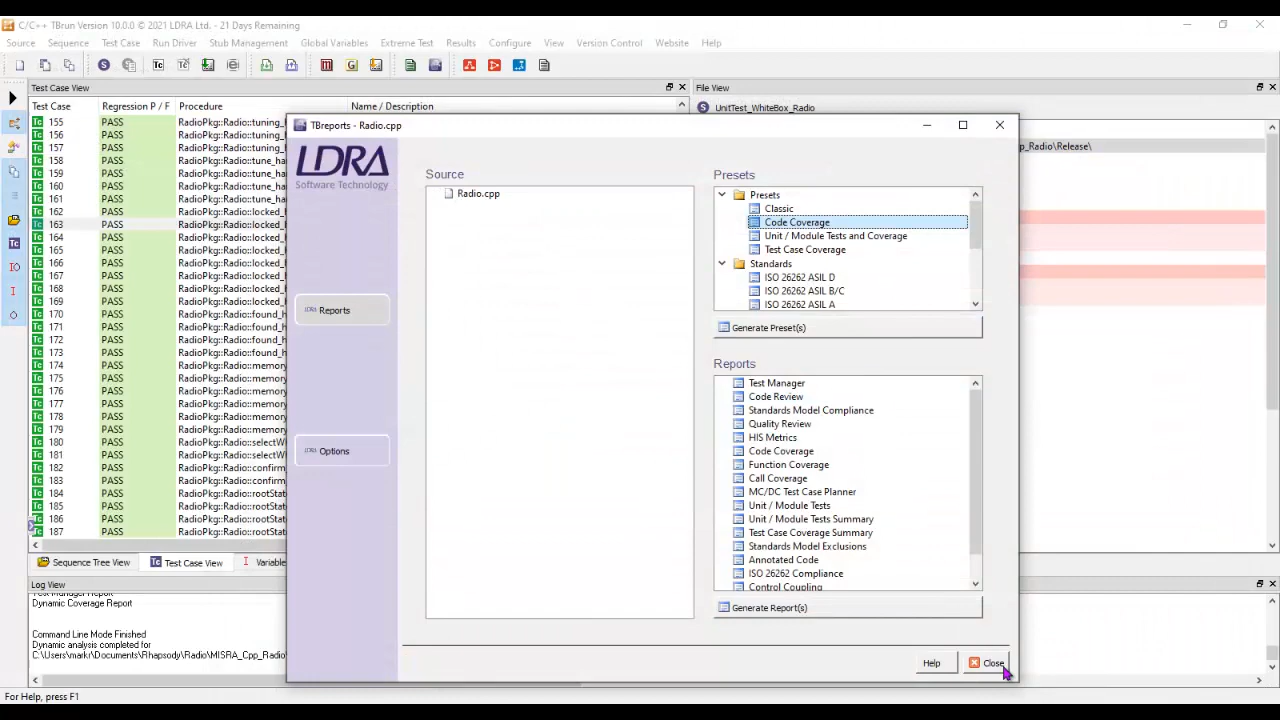 C/C++ TBrun Version 10.0.0 © 2021 LDRA Ltd. - 21 Days Remaining
Source Sequence Test Case Run Driver Stub Management Global Variables Extreme Test Results Configure View Version Control Website Help
Test Case View
File View
Test Case Regression P / F Procedure Name / Description
UnitTest_WhiteBox_Radio
155 PASS RadioPkg::Radio::tuning_
156 PASS RadioPkg::Radio::tuning_
157 PASS RadioPkg::Radio::tuning_
158 PASS RadioPkg::Radio::tune_ha
159 PASS RadioPkg::Radio::tune_ha
160 PASS RadioPkg::Radio::tune_ha
161 PASS RadioPkg::Radio::tune_ha
162 PASS RadioPkg::Radio::locked_
163 PASS RadioPkg::Radio::locked_
164 PASS RadioPkg::Radio::locked_
165 PASS RadioPkg::Radio::locked_
166 PASS RadioPkg::Radio::locked_
167 PASS RadioPkg::Radio::locked_
168 PASS RadioPkg::Radio::locked_
169 PASS RadioPkg::Radio::locked_
170 PASS RadioPkg::Radio::found_h
171 PASS RadioPkg::Radio::found_h
172 PASS RadioPkg::Radio::found_h
173 PASS RadioPkg::Radio::found_h
174 PASS RadioPkg::Radio::memory
175 PASS RadioPkg::Radio::memory
176 PASS RadioPkg::Radio::memory
177 PASS RadioPkg::Radio::memory
178 PASS RadioPkg::Radio::memory
179 PASS RadioPkg::Radio::memory
180 PASS RadioPkg::Radio::selectW
181 PASS RadioPkg::Radio::selectW
182 PASS RadioPkg::Radio::confirm
183 PASS RadioPkg::Radio::confirm
184 PASS RadioPkg::Radio::rootStat
185 PASS RadioPkg::Radio::rootStat
186 PASS RadioPkg::Radio::rootStat
187 PASS RadioPkg::Radio::rootStat
p_Radio\Release\
TBreports - Radio.cpp
LDRA
Software Technology
Reports
Options
Source
Radio.cpp
Presets
Presets
Classic
Code Coverage
Unit / Module Tests and Coverage
Test Case Coverage
Standards
ISO 26262 ASIL D
ISO 26262 ASIL B/C
ISO 26262 ASIL A
Generate Preset(s)
Reports
Test Manager
Code Review
Standards Model Compliance
Quality Review
HIS Metrics
Code Coverage
Function Coverage
Call Coverage
MC/DC Test Case Planner
Unit / Module Tests
Unit / Module Tests Summary
Test Case Coverage Summary
Standards Model Exclusions
Annotated Code
ISO 26262 Compliance
Control Coupling
Generate Report(s)
Help Close
Sequence Tree View Test Case View Variable
Log View
Test Manager Report
Dynamic Coverage Report
Command Line Mode Finished
Dynamic analysis completed for
C:\Users\markr\Documents\Rhapsody\Radio\MISRA_Cpp_Radio\
For Help, press F1